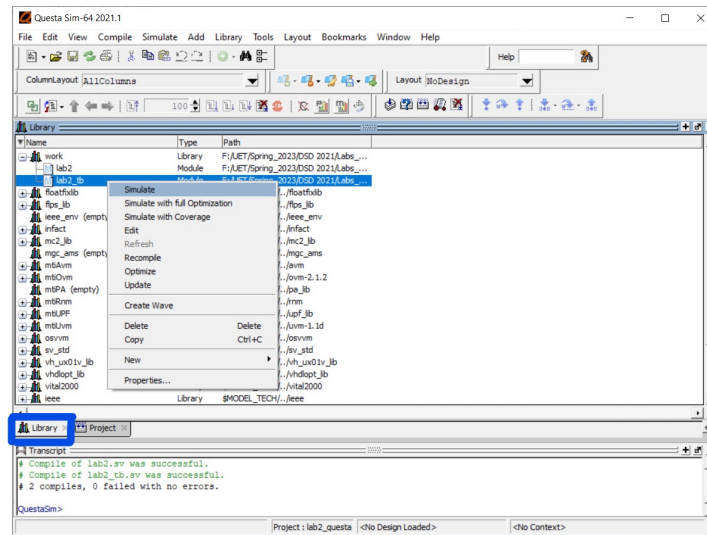 Questa Sim-64 2021.1
File Edit View Compile Simulate Add Library Tools Layout Bookmarks Window Help
Help
ColumnLayout AllColumns
Layout NoDesign
100
Library
Name Type Path
work Library F:/UET/Spring_2023/DSD 2021/Labs_...
lab2 Module F:/UET/Spring_2023/DSD 2021/Labs_...
lab2_tb Module F:/UET/Spring_2023/DSD 2021/Labs_...
floatfixlib /../floatfixlib
flps_lib /../flps_lib
ieee_env (empty /../ieee_env
infact /../infact
mc2_lib /../mc2_lib
mgc_ams (empty /../mgc_ams
mtiAvm /../avm
mtiOvm /../ovm-2.1.2
mtiPA (empty) /../pa_lib
mtiRnm /../rnm
mtiUPF /../upf_lib
mtiUvm /../uvm-1.1d
osvvm /../osvvm
sv_std /../sv_std
vh_ux01v_lib /../vh_ux01v_lib
vhdlopt_lib /../vhdlopt_lib
vital2000 /../vital2000
ieee Library $MODEL_TECH/../ieee
Simulate
Simulate with full Optimization
Simulate with Coverage
Edit
Refresh
Recompile
Optimize
Update
Create Wave
Delete Delete
Copy Ctrl+C
New
Properties...
Library Project
Transcript
# Compile of lab2.sv was successful.
# Compile of lab2_tb.sv was successful.
# 2 compiles, 0 failed with no errors.
QuestaSim>
Project : lab2_questa <No Design Loaded> <No Context>